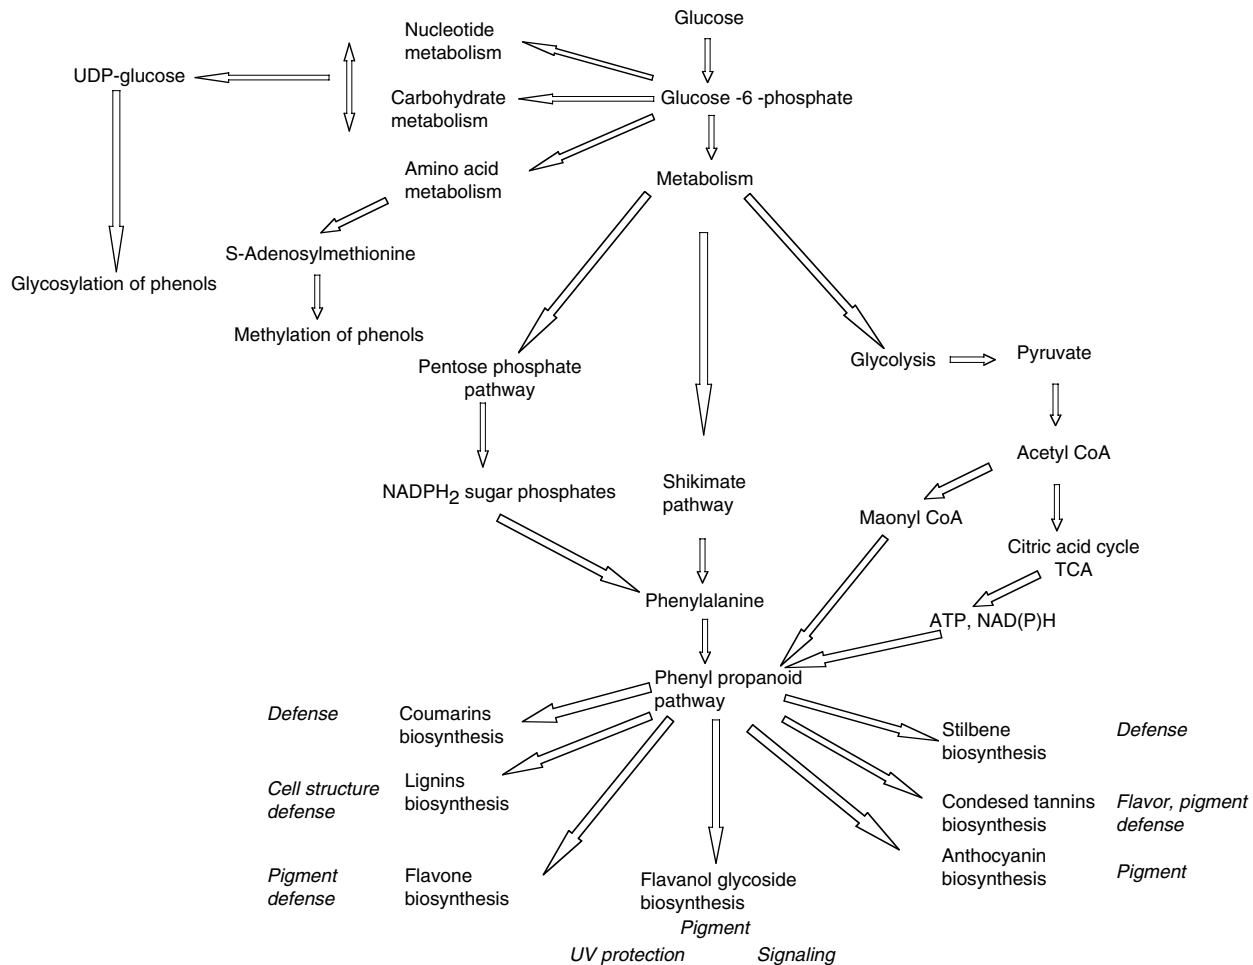 Glucose
Nucleotide
metabolism
UDP-glucose
Carbohydrate
metabolism
Glucose -6 -phosphate
Amino acid
metabolism
Metabolism
S-Adenosylmethionine
Glycosylation of phenols
Methylation of phenols
Pentose phosphate
pathway
Glycolysis
Pyruvate
Acetyl CoA
NADPH2 sugar phosphates
Shikimate
pathway
Maonyl CoA
Citric acid cycle
TCA
Phenylalanine
ATP, NAD(P)H
Phenyl propanoid
pathway
Defense
Coumarins
biosynthesis
Stilbene
biosynthesis
Defense
Cell structure
defense
Lignins
biosynthesis
Condesed tannins
biosynthesis
Flavor, pigment
defense
Anthocyanin
biosynthesis
Pigment
Pigment
defense
Flavone
biosynthesis
Flavanol glycoside
biosynthesis
Pigment
UV protection
Signaling